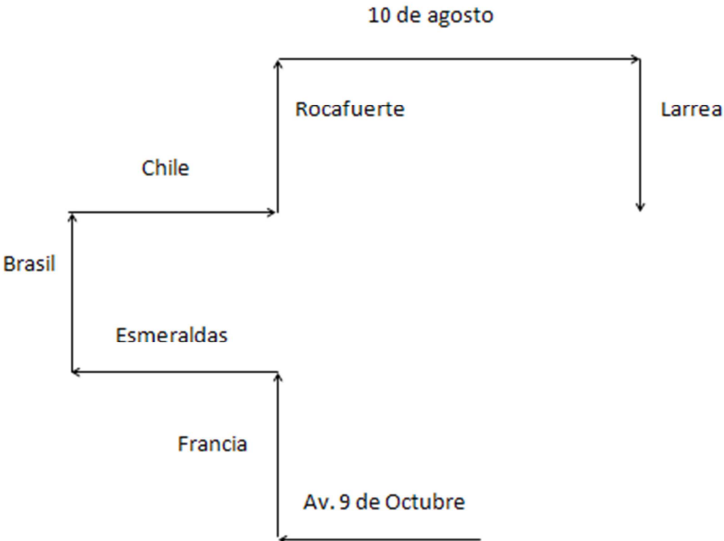 10 de agosto
Rocafuerte
Larrea
Chile
Brasil
Esmeraldas
Francia
Av. 9 de Octubre